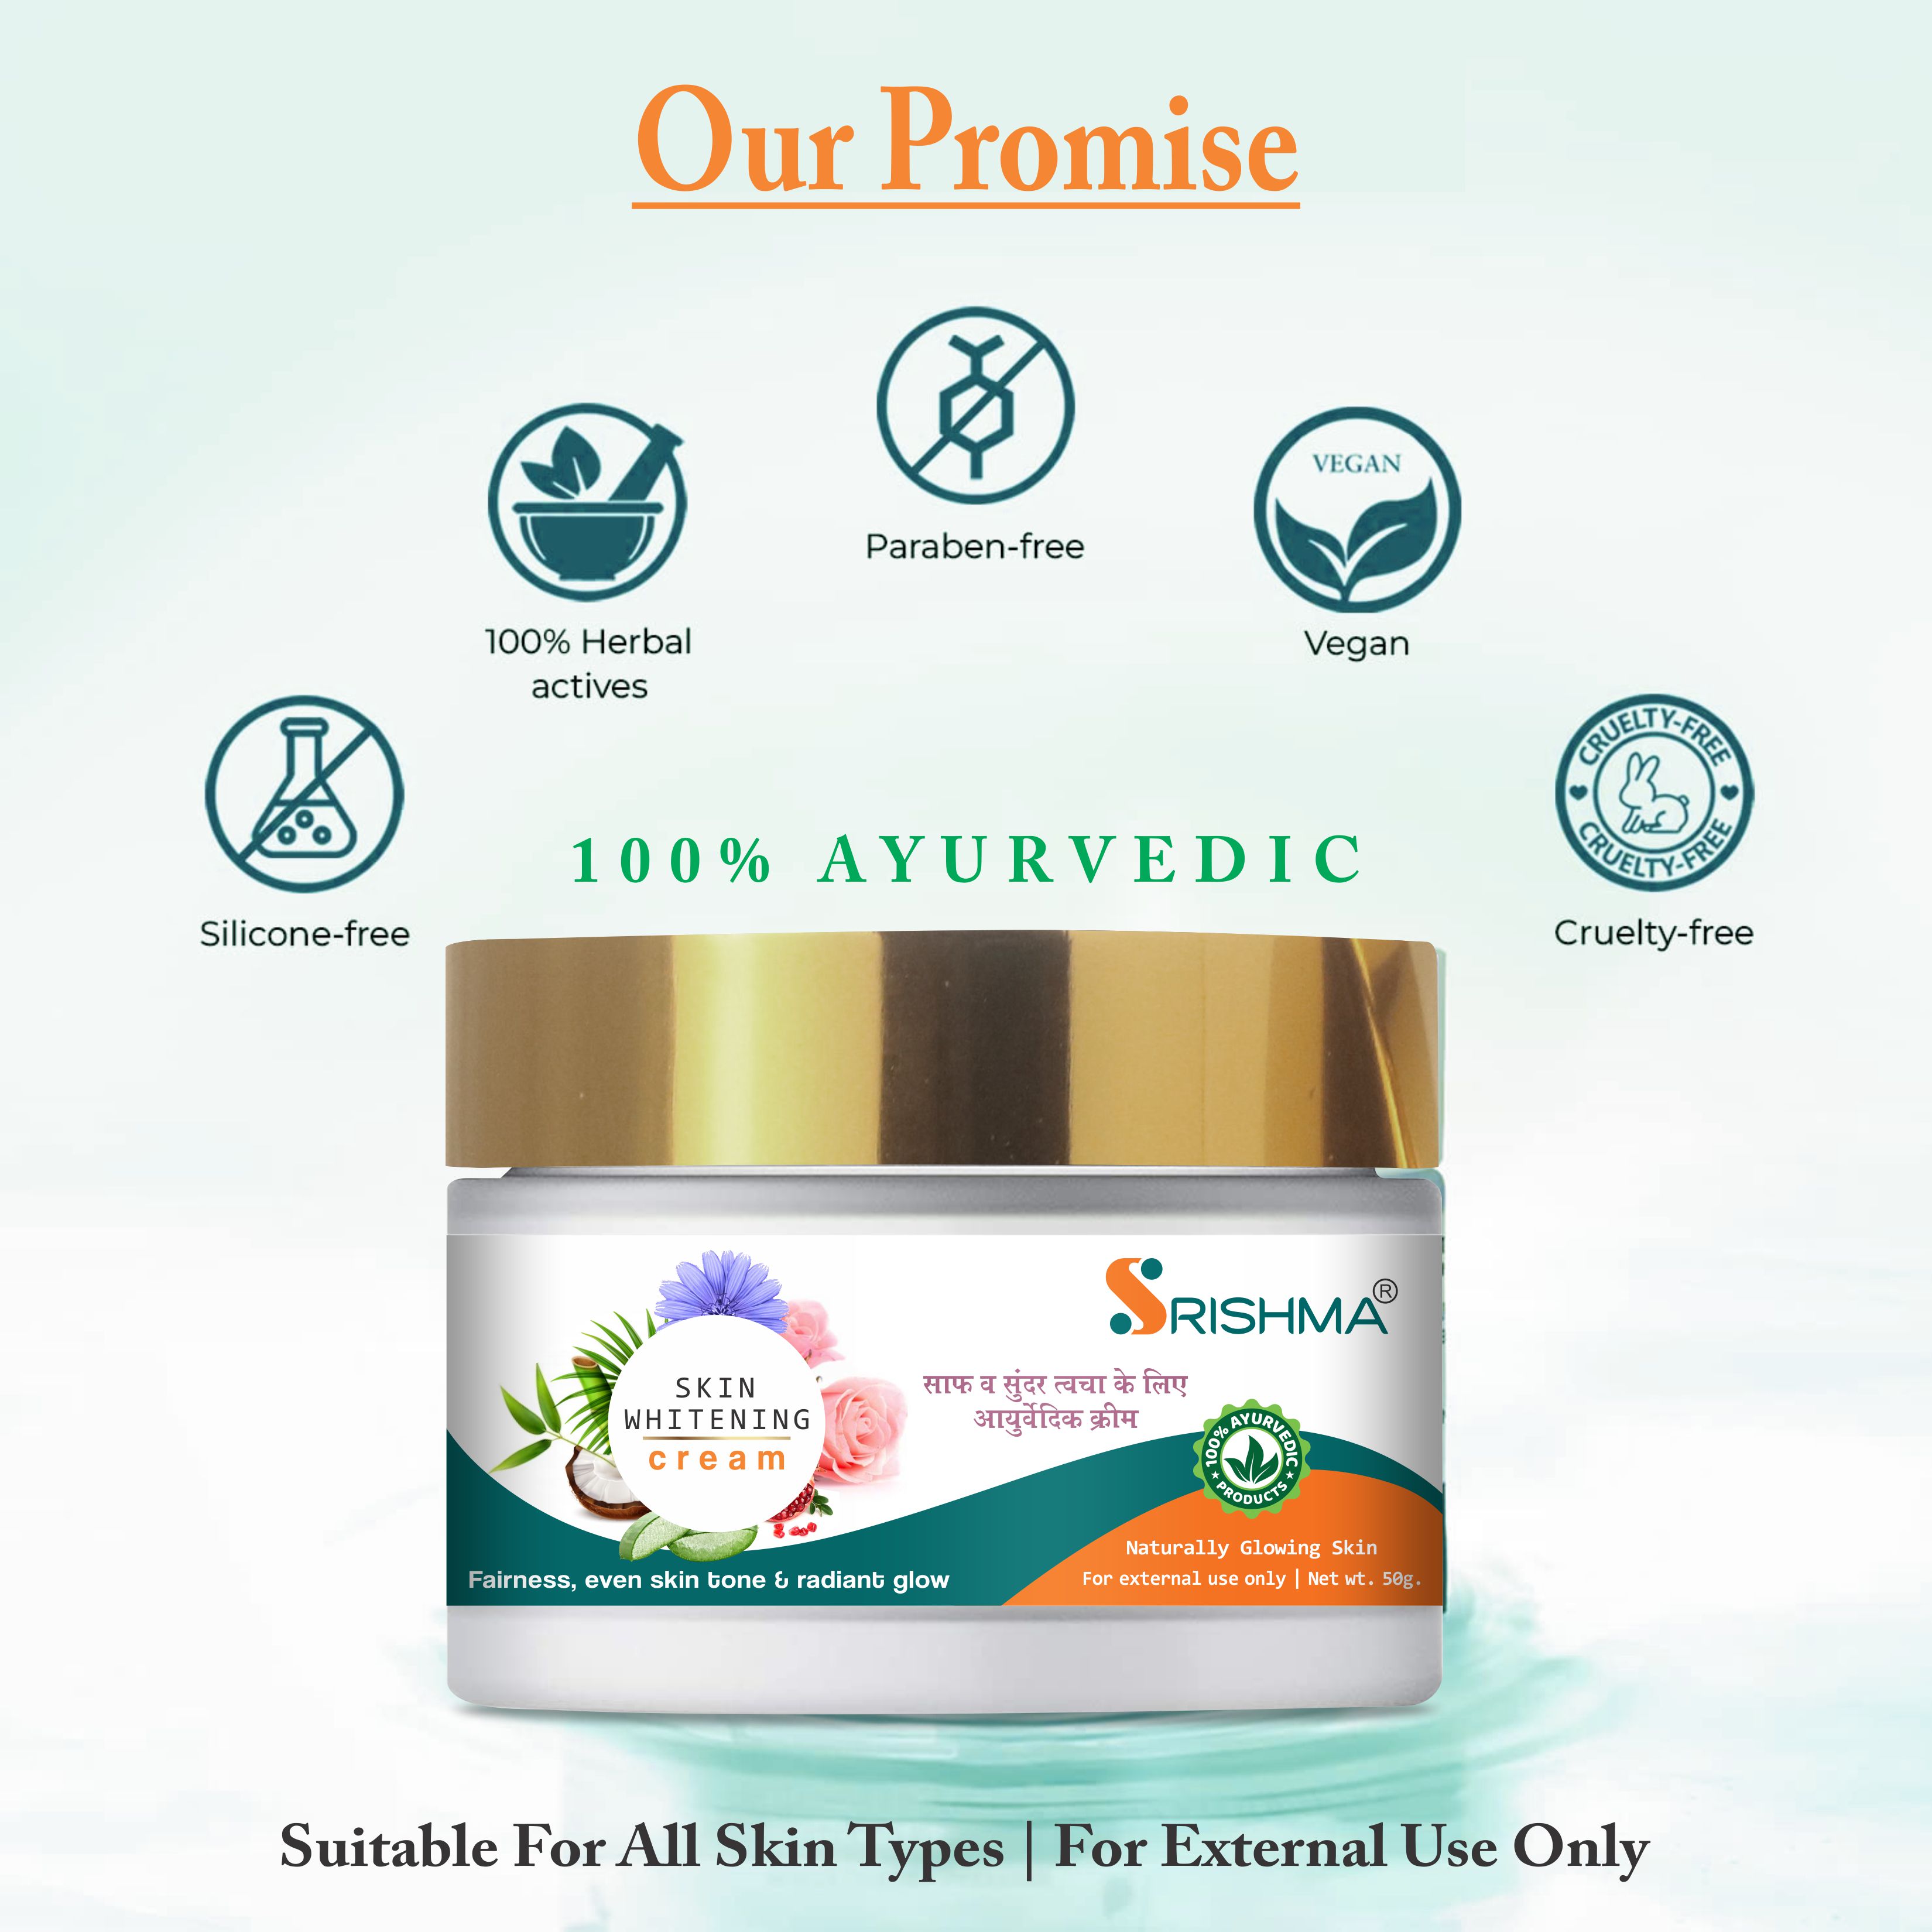 Our Promise
Paraben-free
100% Herbal
actives
VEGAN
Vegan
Silicone-free
CRUELTY-FREE
CRUELTY-FREE
Cruelty-free
100% AYURVEDIC
SRISHMA®
SKIN
WHITENING
cream
साफ व सुंदर त्वचा के लिए
आयुर्वेदिक क्रीम
100% AYURVEDIC
PRODUCTS
Naturally Glowing Skin
Fairness, even skin tone & radiant glow
For external use only | Net wt. 50g.
Suitable For All Skin Types | For External Use Only